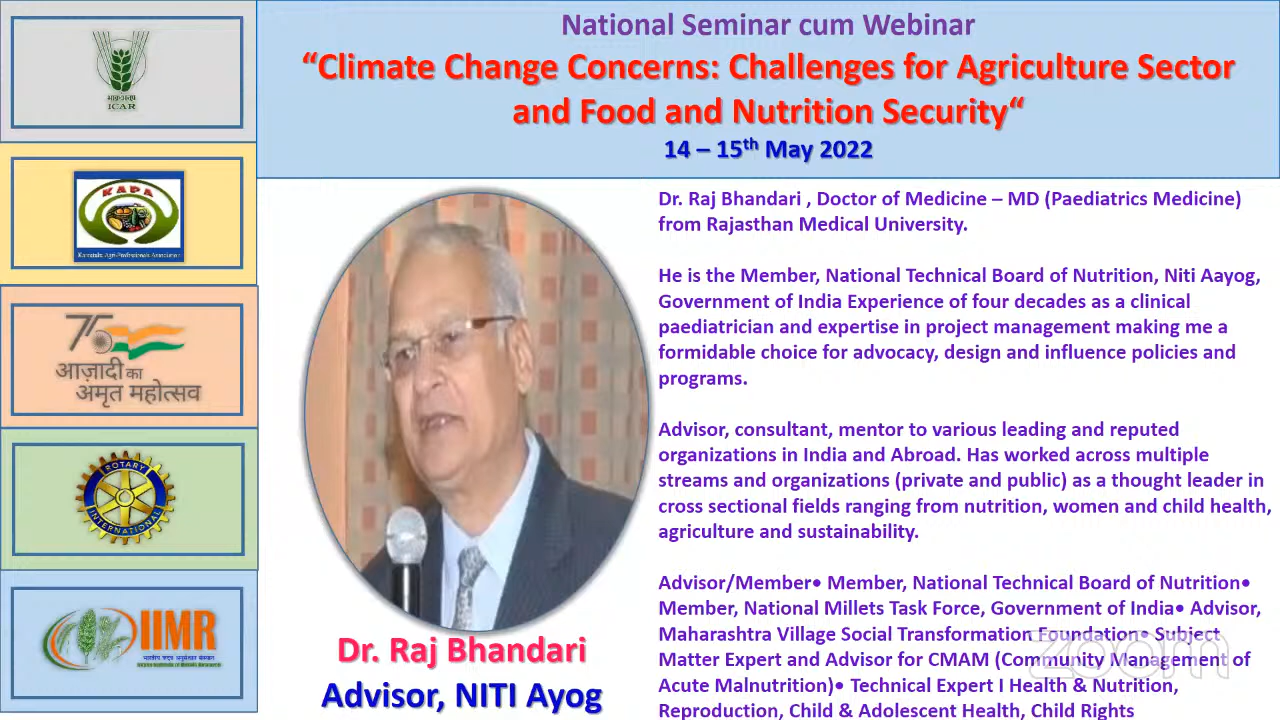 National Seminar cum Webinar
“Climate Change Concerns: Challenges for Agriculture Sector
and Food and Nutrition Security“
14 – 15th May 2022
ICAR
KAPA
Karnataka Agri-Professionals Association
75
आज़ादी का
अमृत महोत्सव
ROTARY
INTERNATIONAL
IIMR
Dr. Raj Bhandari
Advisor, NITI Ayog
Dr. Raj Bhandari , Doctor of Medicine – MD (Paediatrics Medicine)
from Rajasthan Medical University.
He is the Member, National Technical Board of Nutrition, Niti Aayog,
Government of India Experience of four decades as a clinical
paediatrician and expertise in project management making me a
formidable choice for advocacy, design and influence policies and
programs.
Advisor, consultant, mentor to various leading and reputed
organizations in India and Abroad. Has worked across multiple
streams and organizations (private and public) as a thought leader in
cross sectional fields ranging from nutrition, women and child health,
agriculture and sustainability.
Advisor/Member• Member, National Technical Board of Nutrition•
Member, National Millets Task Force, Government of India• Advisor,
Maharashtra Village Social Transformation Foundation• Subject
Matter Expert and Advisor for CMAM (Community Management of
Acute Malnutrition)• Technical Expert I Health & Nutrition,
Reproduction, Child & Adolescent Health, Child Rights
zoom